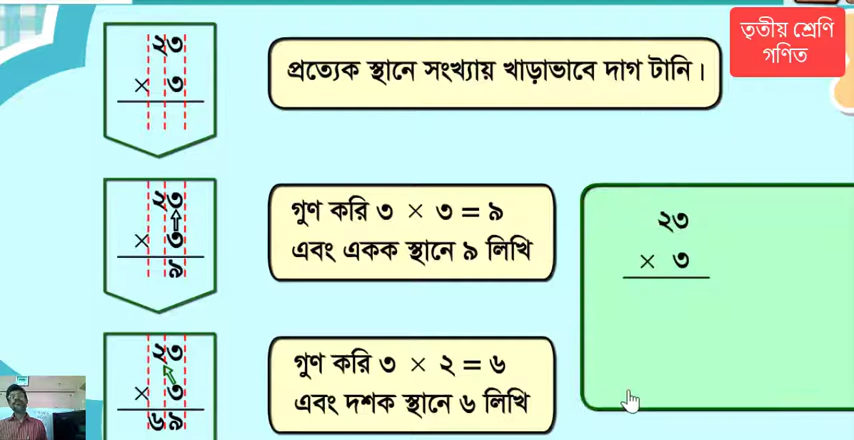 তৃতীয় শ্রেণি
গণিত
২৩
× ৩
প্রত্যেক স্থানে সংখ্যায় খাড়াভাবে দাগ টানি।
২৩
× ৩
৯
গুণ করি ৩ × ৩ = ৯
এবং একক স্থানে ৯ লিখি
২৩
× ৩
২৩
× ৩
৬৯
গুণ করি ৩ × ২ = ৬
এবং দশক স্থানে ৬ লিখি